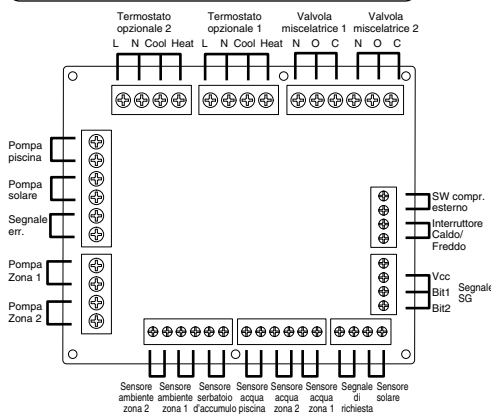 Termostato Termostato Valvola Valvola
opzionale 2 opzionale 1 miscelatrice 1 miscelatrice 2
L N Cool Heat L N Cool Heat N O C N O C
Pompa
piscina
Pompa
solare
Segnale
err.
Pompa
Zona 1
Pompa
Zona 2
SW compr.
esterno
Interruttore
Caldo/
Freddo
Vcc
Bit1 Segnale
SG
Bit2
Sensore Sensore Sensore Sensore Sensore Sensore Segnale Sensore
ambiente ambiente serbatoio acqua acqua acqua di solare
zona 2 zona 1 d'accumulo piscina zona 2 zona 1 richiesta